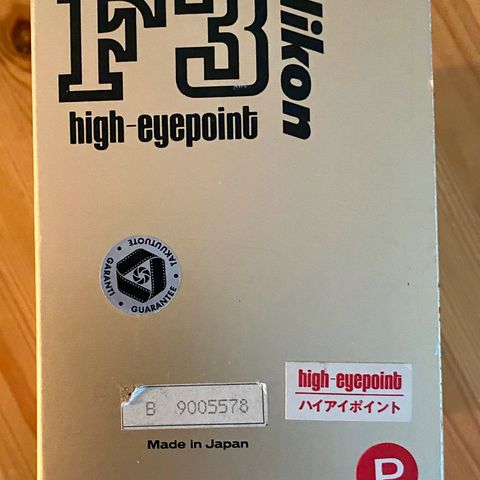 F3
Nikon
high-eyepoint
GARANTI • TAKUUTUOTE • GUARANTEE •
high-eyepoint
ハイアイポイント
B 9005578
Made in Japan
P